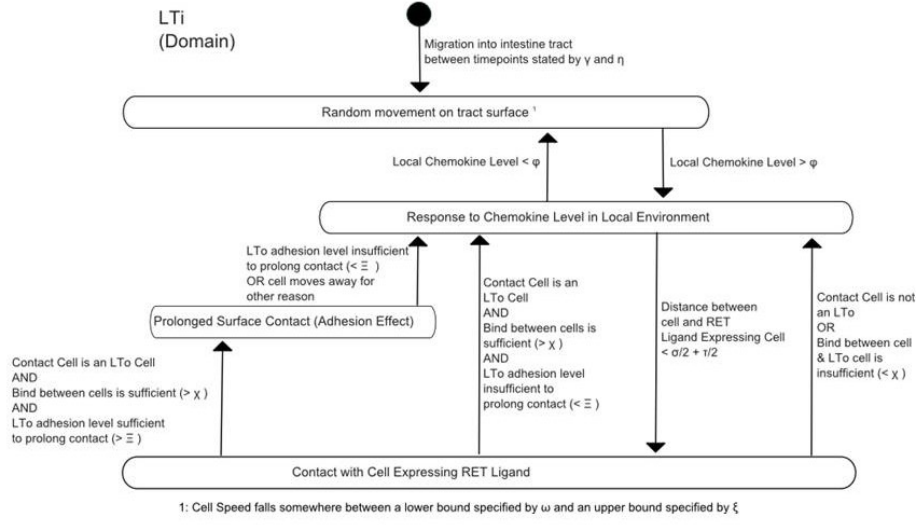 LTi
(Domain)
Migration into intestine tract
between timepoints stated by γ and η
Random movement on tract surface ¹
Local Chemokine Level < φ
Local Chemokine Level > φ
Response to Chemokine Level in Local Environment
LTo adhesion level insufficient
to prolong contact (< Ξ )
OR cell moves away for
other reason
Prolonged Surface Contact (Adhesion Effect)
Contact Cell is an LTo Cell
AND
Bind between cells is sufficient (> χ )
AND
LTo adhesion level sufficient
to prolong contact (> Ξ )
Contact Cell is an
LTo Cell
AND
Bind between cells is
sufficient (> χ )
AND
LTo adhesion level
insufficient to
prolong contact (< Ξ )
Distance between
cell and RET
Ligand Expressing Cell
< σ/2 + τ/2
Contact Cell is not
an LTo
OR
Bind between cell
& LTo cell is
insufficient (< χ )
Contact with Cell Expressing RET Ligand
1: Cell Speed falls somewhere between a lower bound specified by ω and an upper bound specified by ξ